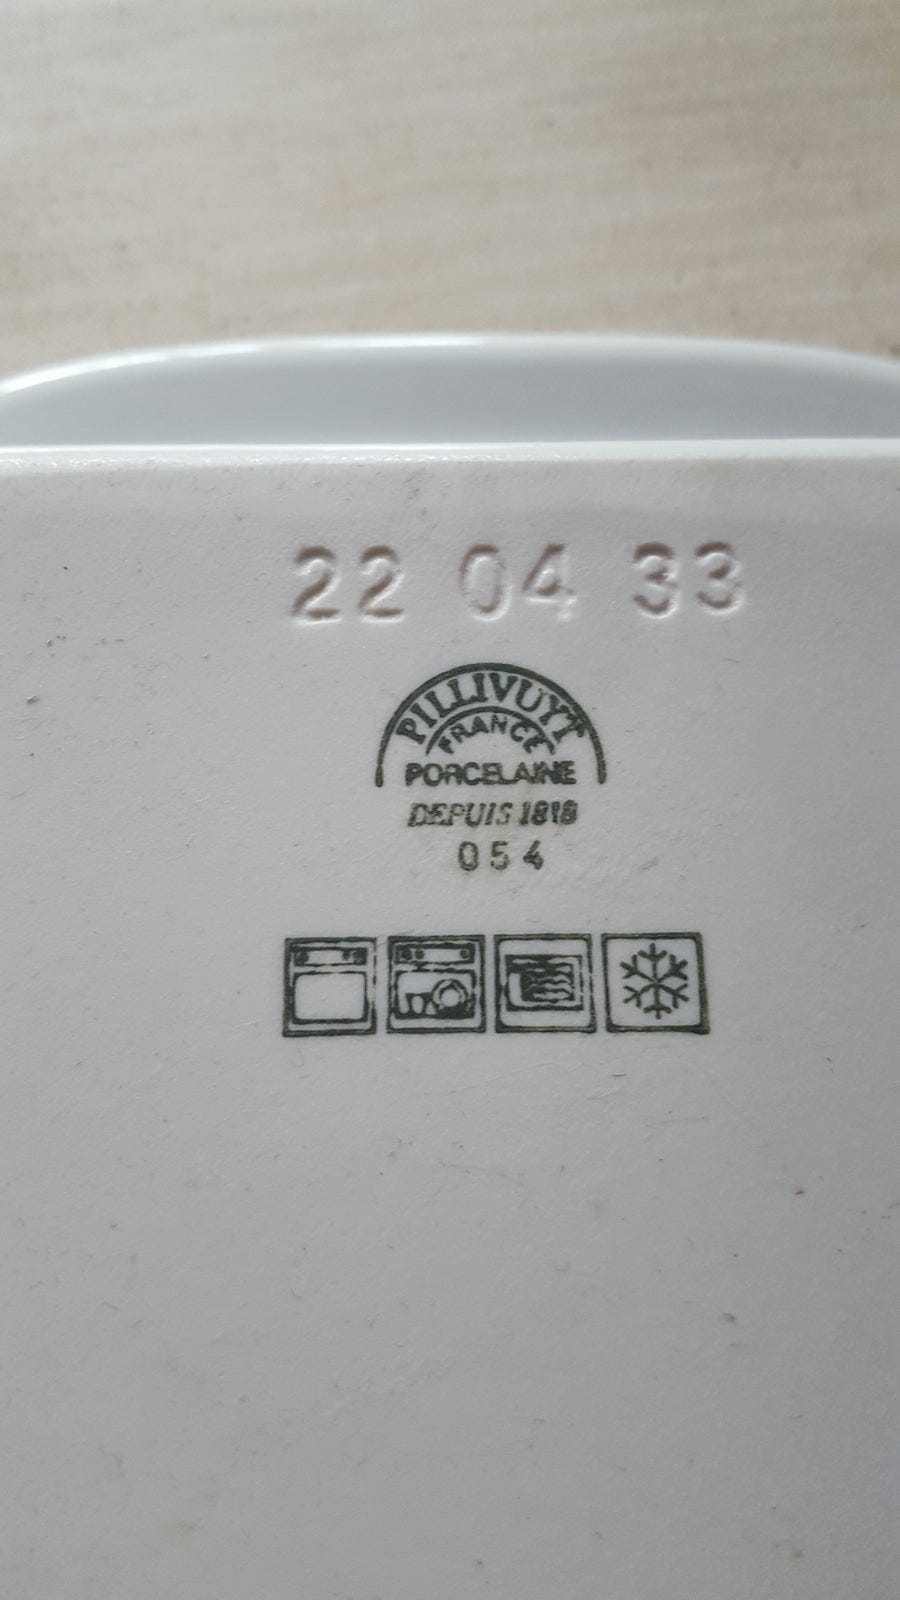 22 04 33
PILLIVUYT
FRANCE
PORCELAINE
DEPUIS 1818
054